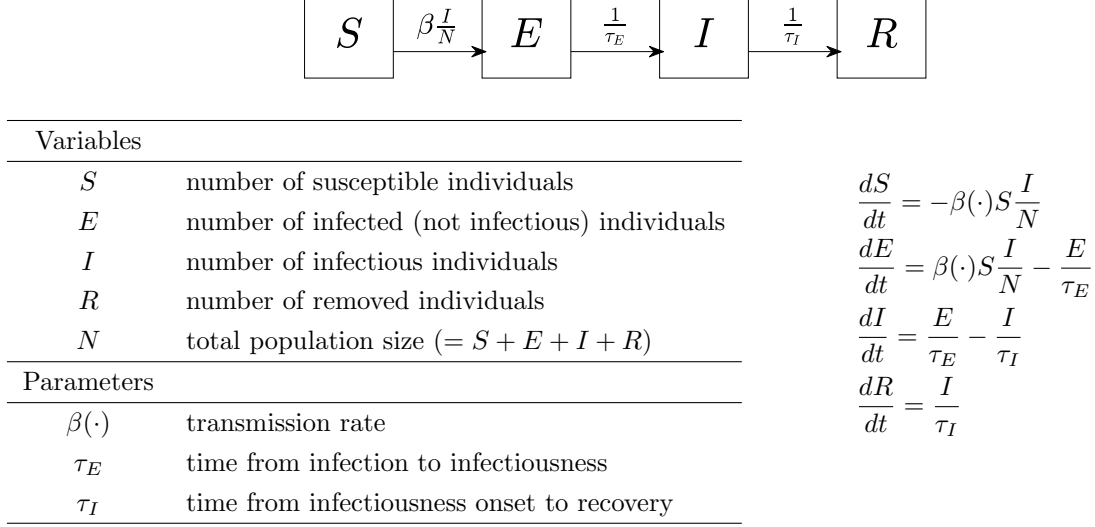 S β I/N E 1/τ_E I 1/τ_I R
Variables
S number of susceptible individuals
E number of infected (not infectious) individuals
I number of infectious individuals
R number of removed individuals
N total population size (= S + E + I + R)
Parameters
β(·) transmission rate
τ_E time from infection to infectiousness
τ_I time from infectiousness onset to recovery
dS/dt = −β(·)S I/N
dE/dt = β(·)S I/N − E/τ_E
dI/dt = E/τ_E − I/τ_I
dR/dt = I/τ_I